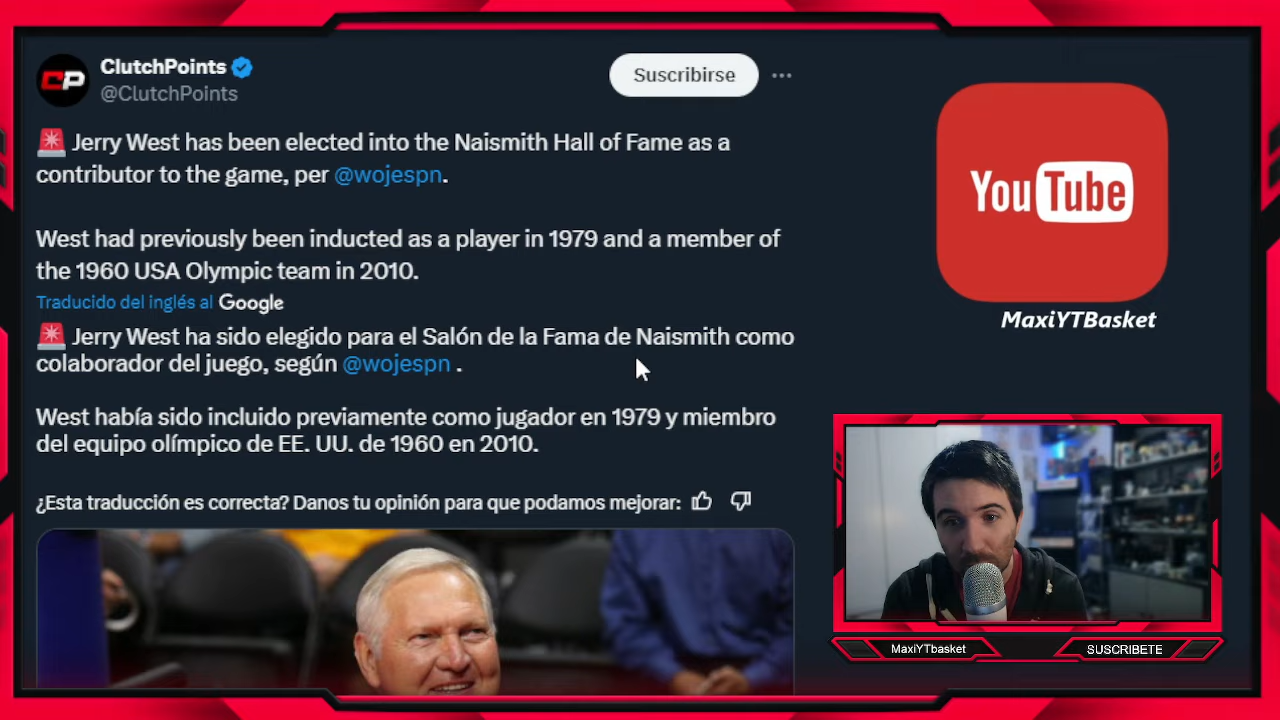 CP
ClutchPoints
@ClutchPoints
Suscribirse
🚨 Jerry West has been elected into the Naismith Hall of Fame as a
contributor to the game, per @wojespn.
West had previously been inducted as a player in 1979 and a member of
the 1960 USA Olympic team in 2010.
Traducido del inglés al Google
🚨 Jerry West ha sido elegido para el Salón de la Fama de Naismith como
colaborador del juego, según @wojespn .
West había sido incluido previamente como jugador en 1979 y miembro
del equipo olímpico de EE. UU. de 1960 en 2010.
¿Esta traducción es correcta? Danos tu opinión para que podamos mejorar:
YouTube
MaxiYTBasket
MaxiYTbasket
SUSCRIBETE